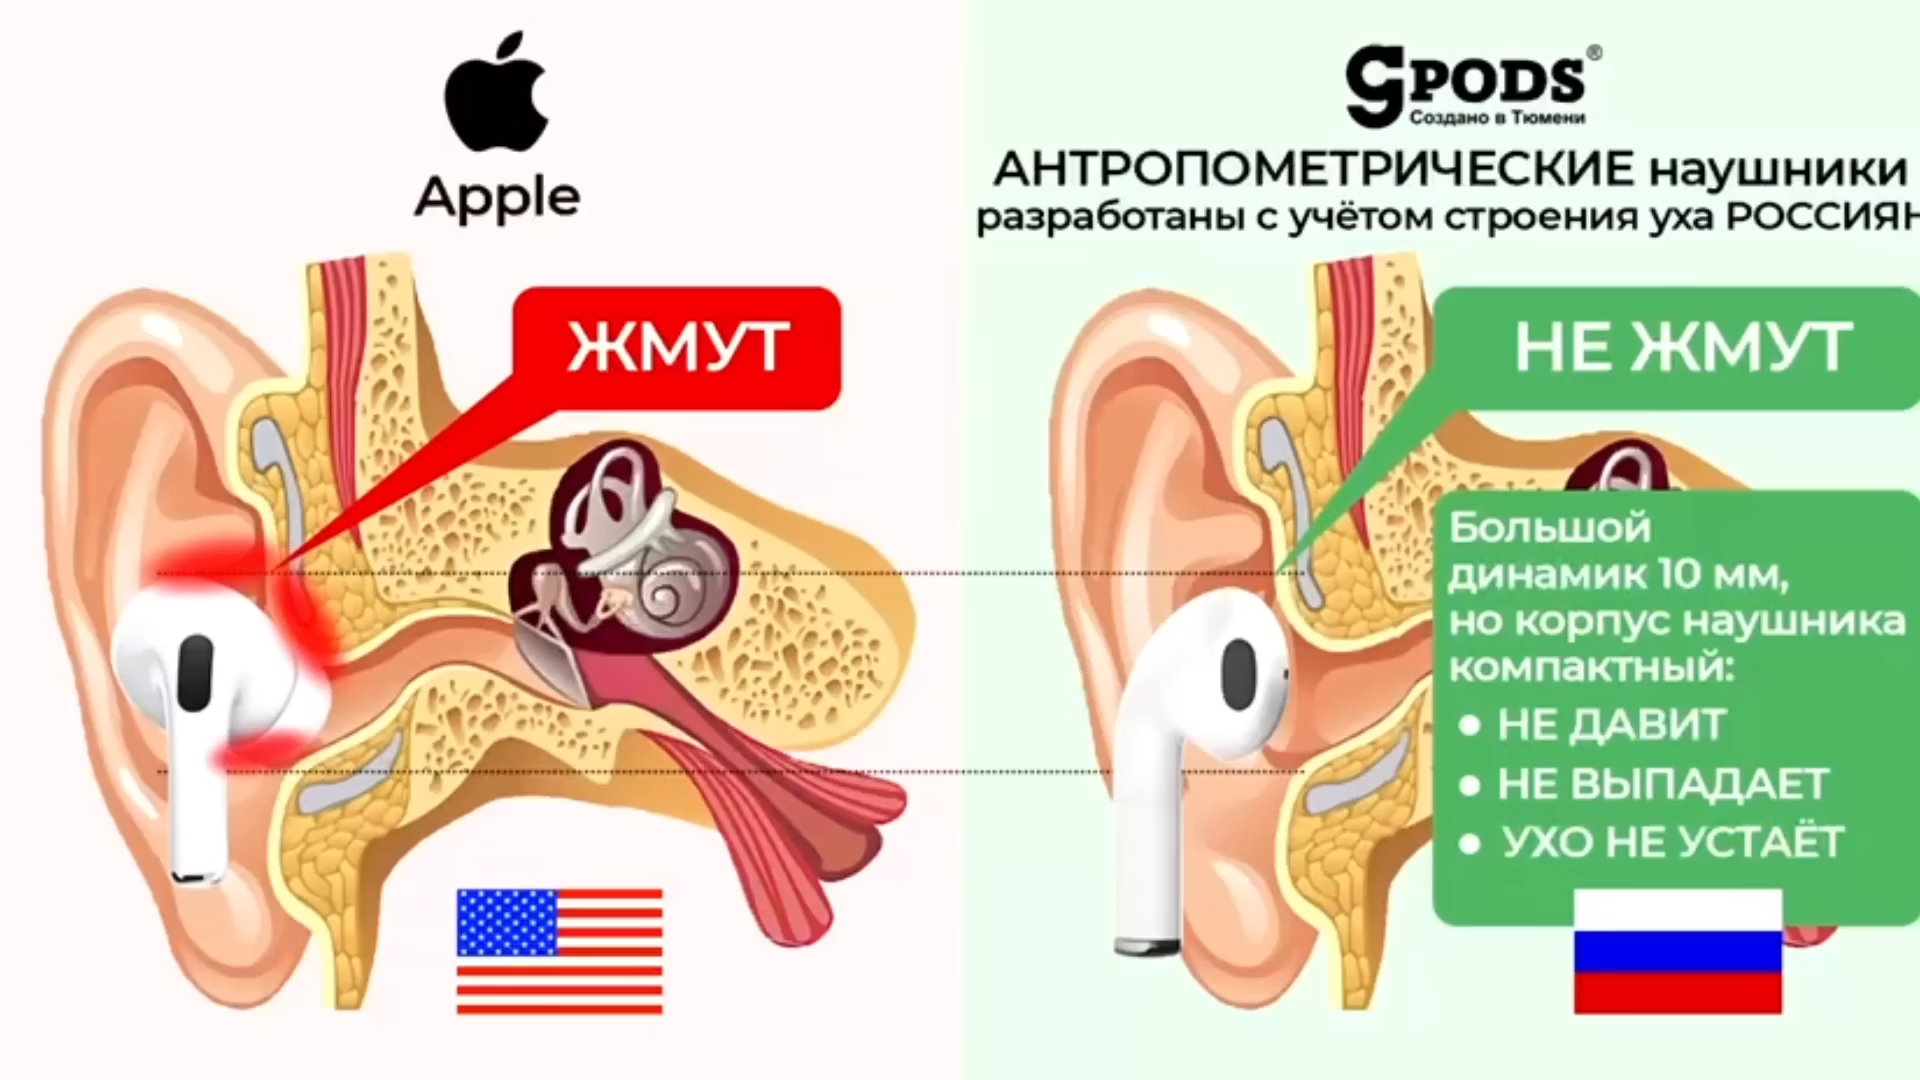 Apple
ЖМУТ
GPODS®
Создано в Тюмени
АНТРОПОМЕТРИЧЕСКИЕ наушники
разработаны с учётом строения уха РОССИЯН
НЕ ЖМУТ
Большой
динамик 10 мм,
но корпус наушника
компактный:
• НЕ ДАВИТ
• НЕ ВЫПАДАЕТ
• УХО НЕ УСТАЁТ